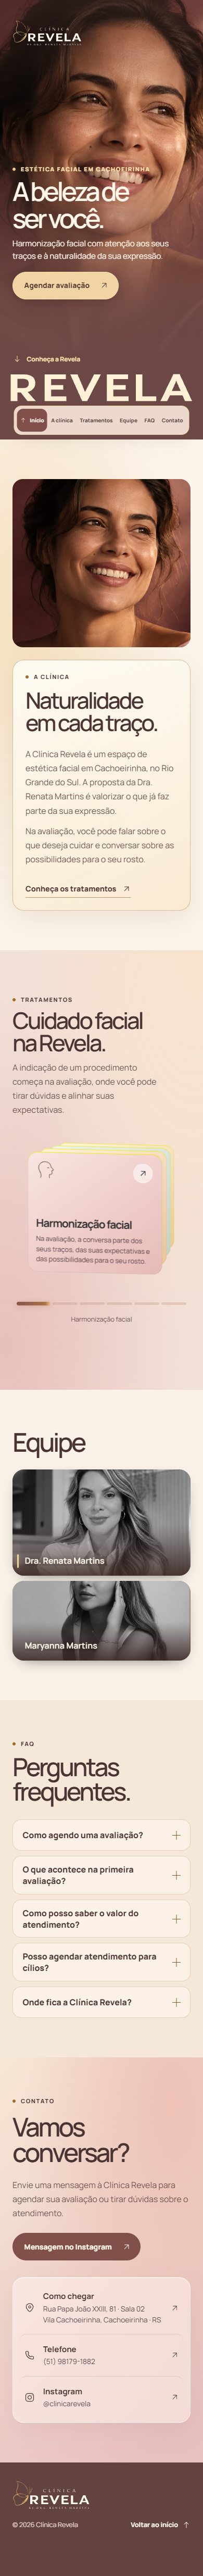 CLÍNICA
REVELA
BY DRA. RENATA MARTINS
ESTÉTICA FACIAL EM CACHOEIRINHA
A beleza de
ser você.
Harmonização facial com atenção aos seus
traços e à naturalidade da sua expressão.
Agendar avaliação
Conheça a Revela
REVELA
Início A clínica Tratamentos Equipe FAQ Contato
A CLÍNICA
Naturalidade
em cada traço.
A Clínica Revela é um espaço de
estética facial em Cachoeirinha, no Rio
Grande do Sul. A proposta da Dra.
Renata Martins é valorizar o que já faz
parte da sua expressão.
Na avaliação, você pode falar sobre o
que deseja cuidar e conversar sobre as
possibilidades para o seu rosto.
Conheça os tratamentos
TRATAMENTOS
Cuidado facial
na Revela.
A indicação de um procedimento
começa na avaliação, onde você pode
tirar dúvidas e alinhar suas
expectativas.
Harmonização facial
Na avaliação, a conversa parte dos
seus traços, das suas expectativas e
das possibilidades para o seu rosto.
Harmonização facial
Equipe
Dra. Renata Martins
Maryanna Martins
FAQ
Perguntas
frequentes.
Como agendo uma avaliação?
O que acontece na primeira
avaliação?
Como posso saber o valor do
atendimento?
Posso agendar atendimento para
cílios?
Onde fica a Clínica Revela?
CONTATO
Vamos
conversar?
Envie uma mensagem à Clínica Revela para
agendar sua avaliação ou tirar dúvidas sobre o
atendimento.
Mensagem no Instagram
Como chegar
Rua Papa João XXIII, 81 · Sala 02
Vila Cachoeirinha, Cachoeirinha · RS
Telefone
(51) 98179-1882
Instagram
@clinicarevela
CLÍNICA
REVELA
BY DRA. RENATA MARTINS
© 2026 Clínica Revela
Voltar ao início